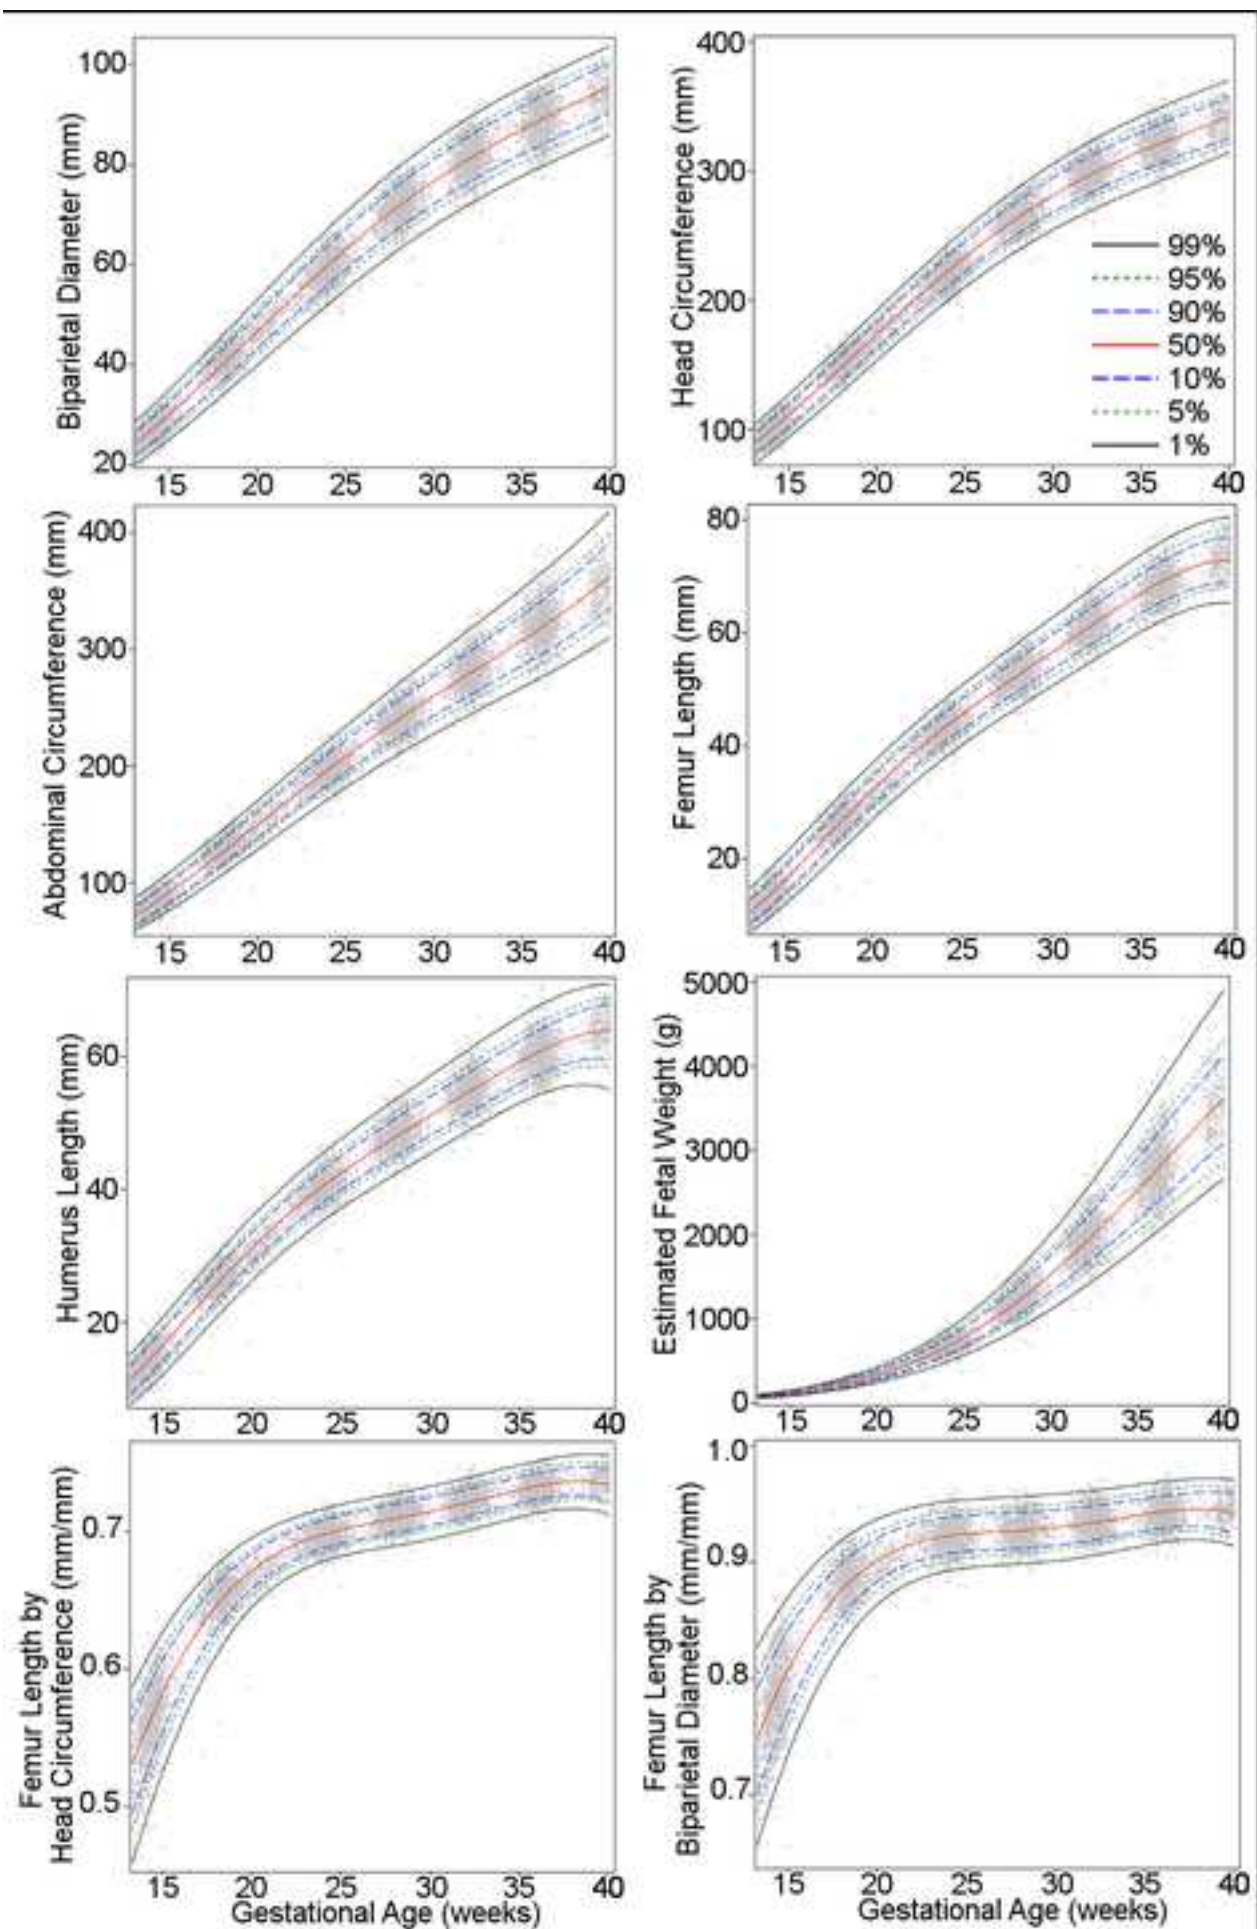 Biparietal Diameter (mm)
100
80
60
40
20
15 20 25 30 35 40
Head Circumference (mm)
400
300
200
100
99%
95%
90%
50%
10%
5%
1%
15 20 25 30 35 40
Abdominal Circumference (mm)
400
300
200
100
15 20 25 30 35 40
Femur Length (mm)
80
60
40
20
15 20 25 30 35 40
Humerus Length (mm)
60
40
20
15 20 25 30 35 40
Estimated Fetal Weight (g)
5000
4000
3000
2000
1000
0
15 20 25 30 35 40
Femur Length by
Head Circumference (mm/mm)
0.7
0.6
0.5
15 20 25 30 35 40
Gestational Age (weeks)
Femur Length by
Biparietal Diameter (mm/mm)
1.0
0.9
0.8
0.7
15 20 25 30 35 40
Gestational Age (weeks)